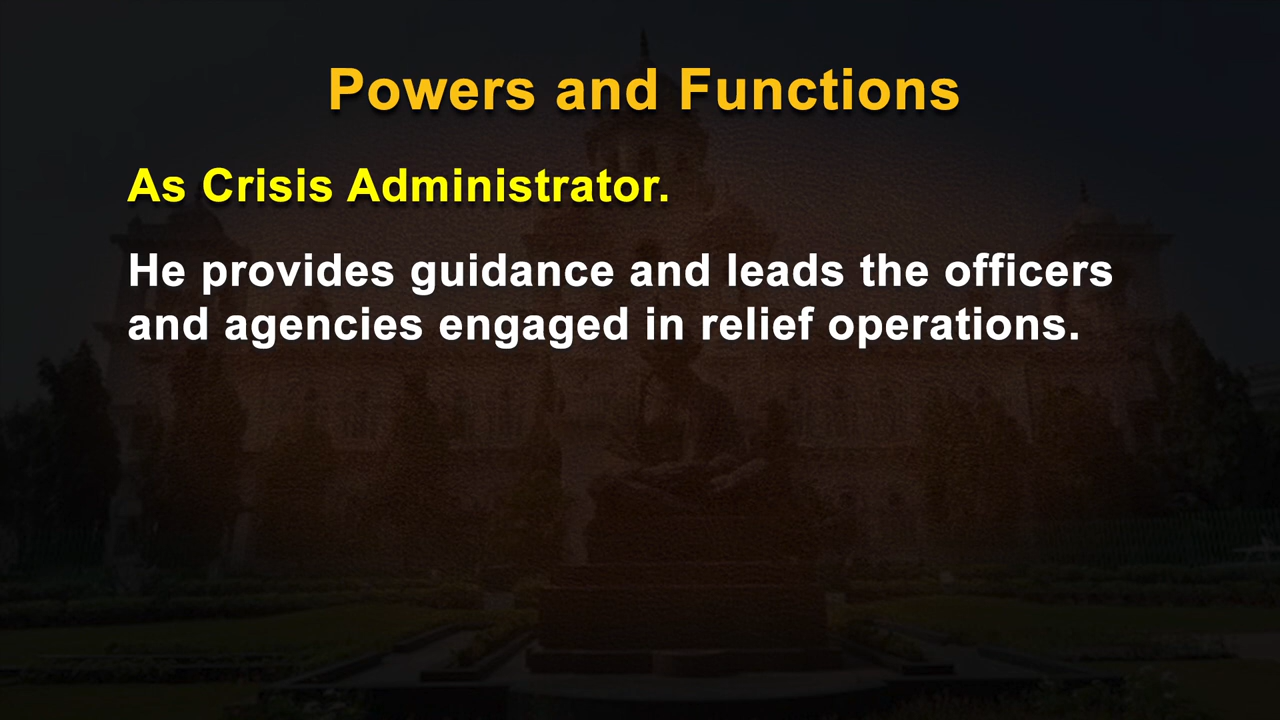 Powers and Functions
As Crisis Administrator.
He provides guidance and leads the officers
and agencies engaged in relief operations.